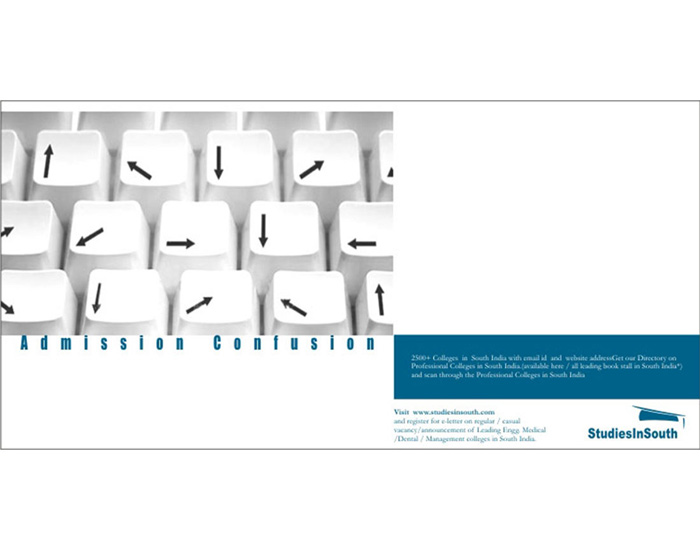 Admission Confusion
2500+ Colleges in South India with email id and website addressGet our Directory on
Professional Colleges in South India.(available here / all leading book stall in South India*)
and scan through the Professional Colleges in South India
Visit www.studiesinsouth.com
and register for e-letter on regular / casual
vacancy/announcement of Leading Engg. Medical
/Dental / Management colleges in South India.
StudiesInSouth